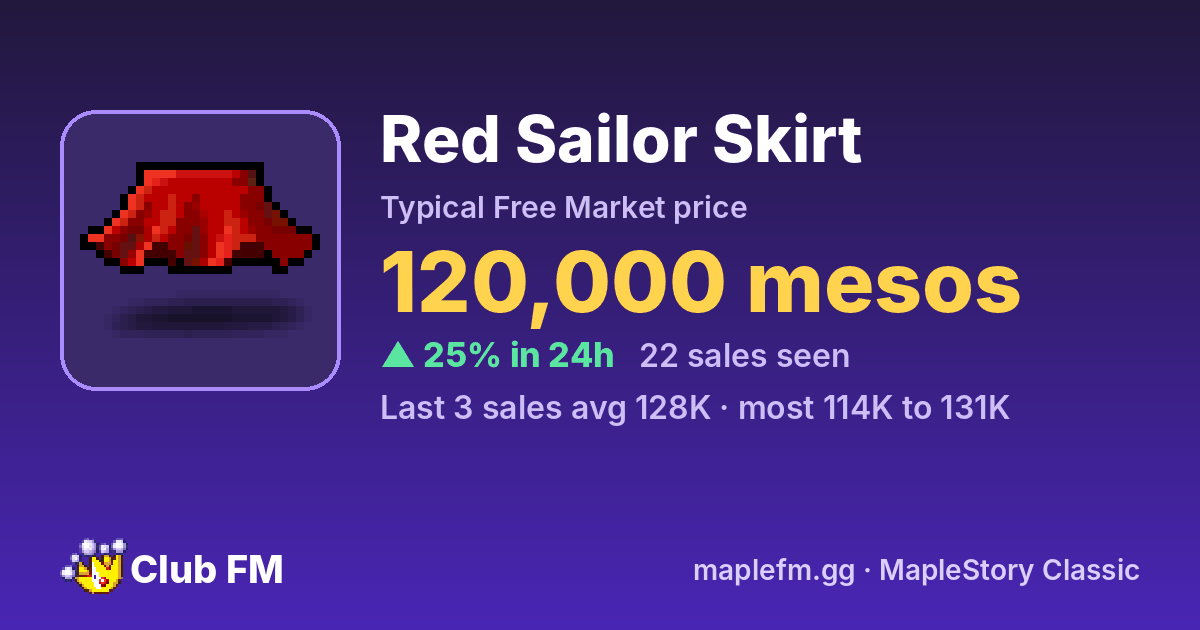 Red Sailor Skirt
Typical Free Market price
120,000 mesos
▲ 25% in 24h 22 sales seen
Last 3 sales avg 128K · most 114K to 131K
Club FM
maplefm.gg · MapleStory Classic